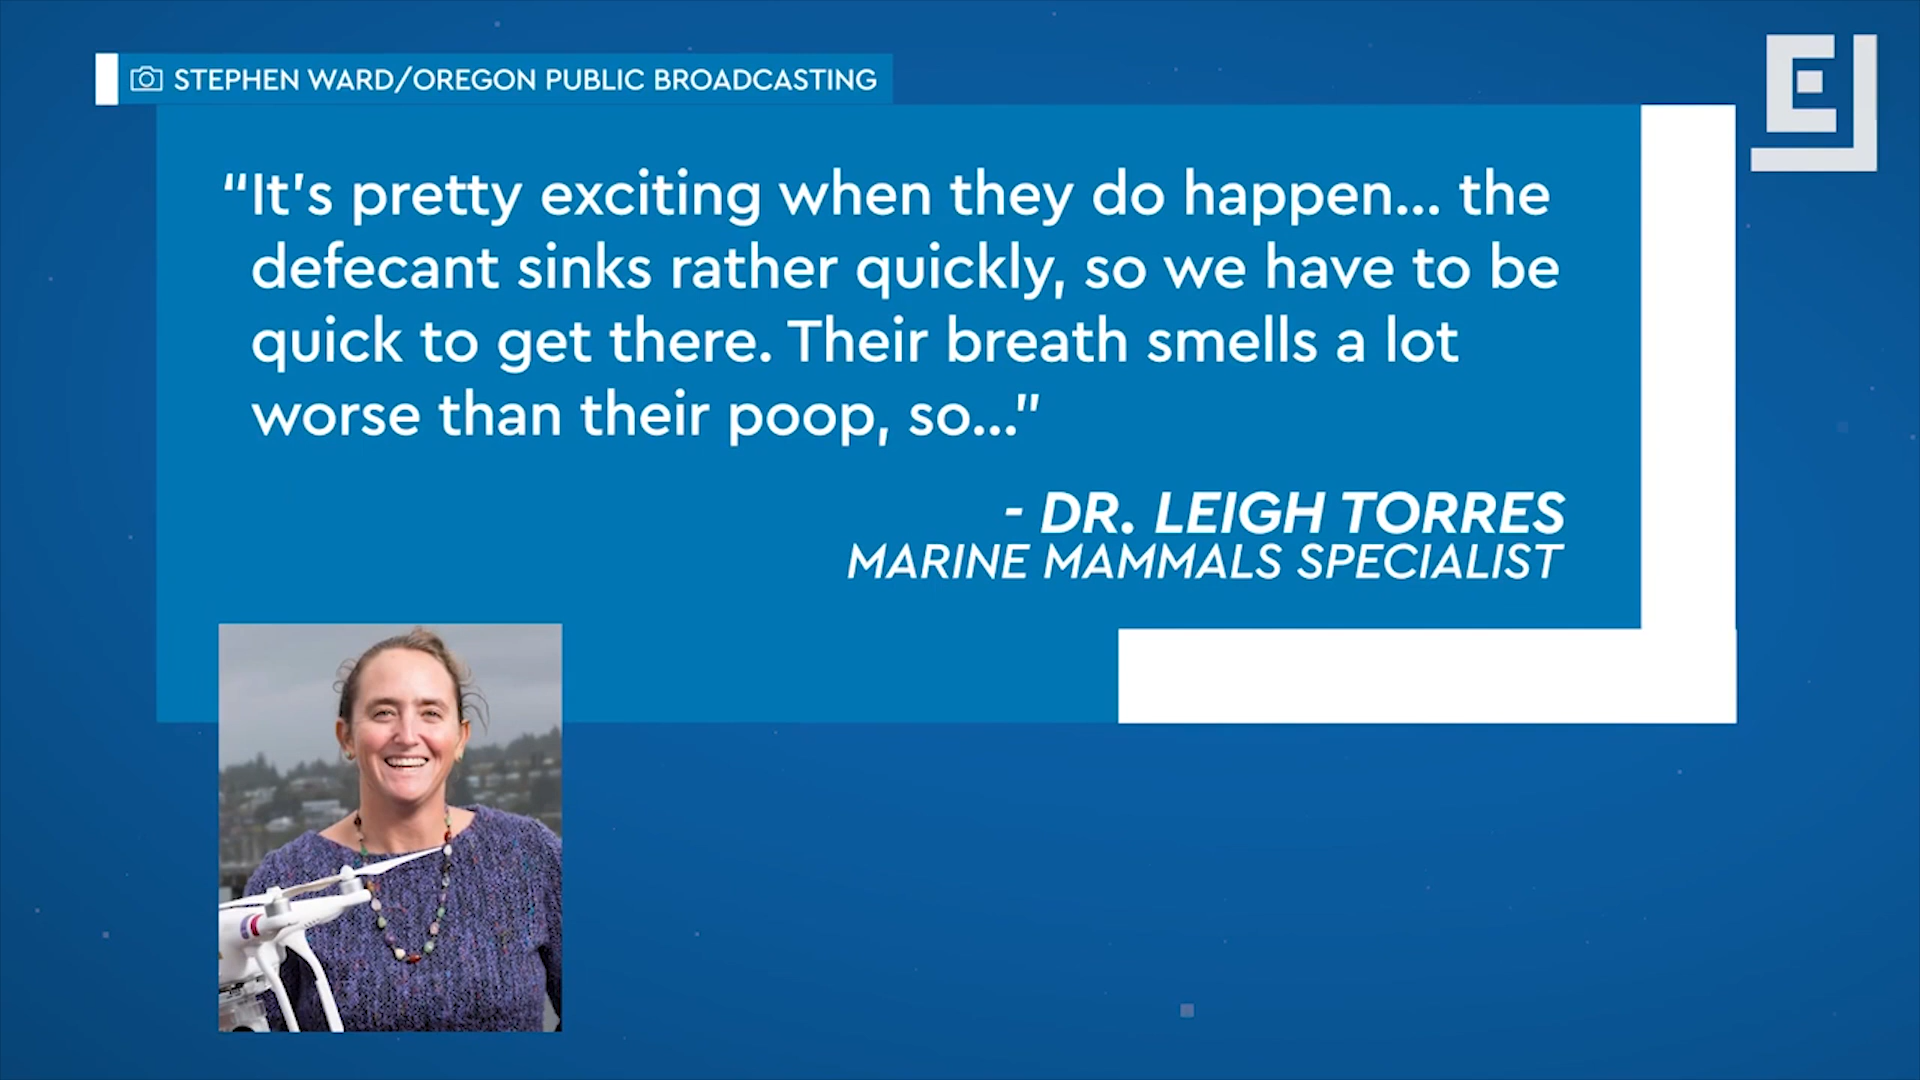 STEPHEN WARD/OREGON PUBLIC BROADCASTING
“It's pretty exciting when they do happen... the
defecant sinks rather quickly, so we have to be
quick to get there. Their breath smells a lot
worse than their poop, so...”
- DR. LEIGH TORRES
MARINE MAMMALS SPECIALIST
EJ